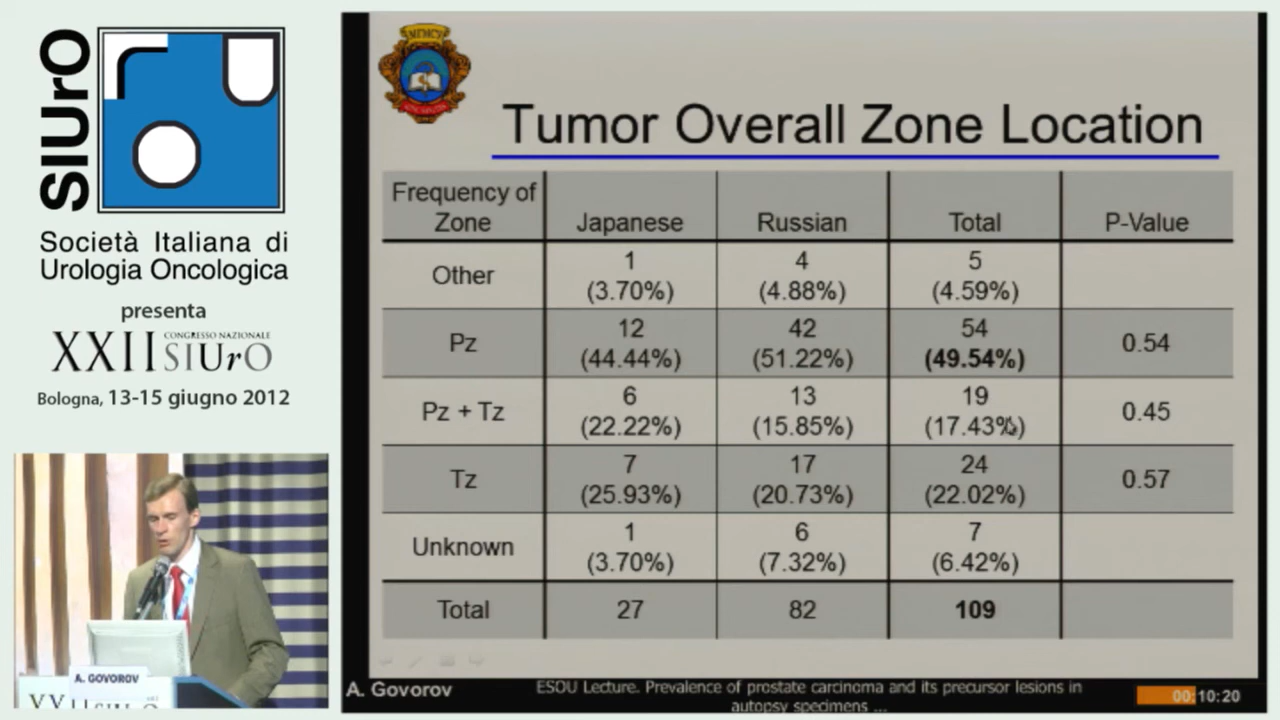 SIUrO
Società Italiana di
Urologia Oncologica
presenta
XXII
CONGRESSO NAZIONALE
SIUrO
Bologna, 13-15 giugno 2012
Tumor Overall Zone Location
Frequency of
Zone
Japanese
Russian
Total
P-Value
Other
1
(3.70%)
4
(4.88%)
5
(4.59%)
Pz
12
(44.44%)
42
(51.22%)
54
(49.54%)
0.54
Pz + Tz
6
(22.22%)
13
(15.85%)
19
(17.43%)
0.45
Tz
7
(25.93%)
17
(20.73%)
24
(22.02%)
0.57
Unknown
1
(3.70%)
6
(7.32%)
7
(6.42%)
Total
27
82
109
A. GOVOROV
A. Govorov
ESOU Lecture. Prevalence of prostate carcinoma and its precursor lesions in
autopsy specimens ...
00:10:20